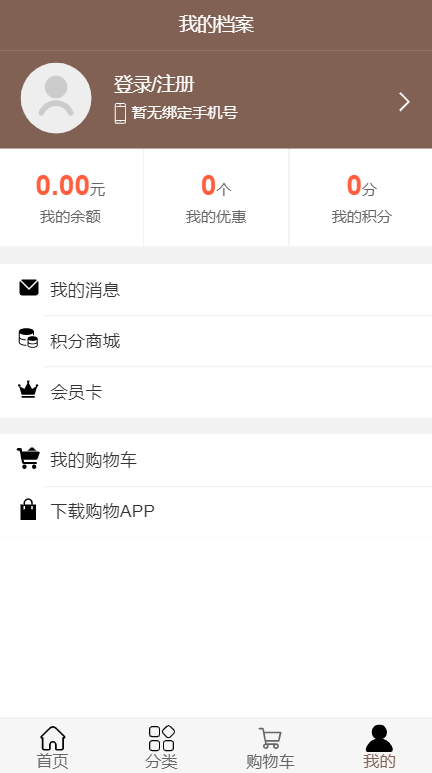 我的档案
登录/注册
暂无绑定手机号
0.00元 0个 0分
我的余额 我的优惠 我的积分
我的消息
积分商城
会员卡
我的购物车
下载购物APP
首页 分类 购物车 我的